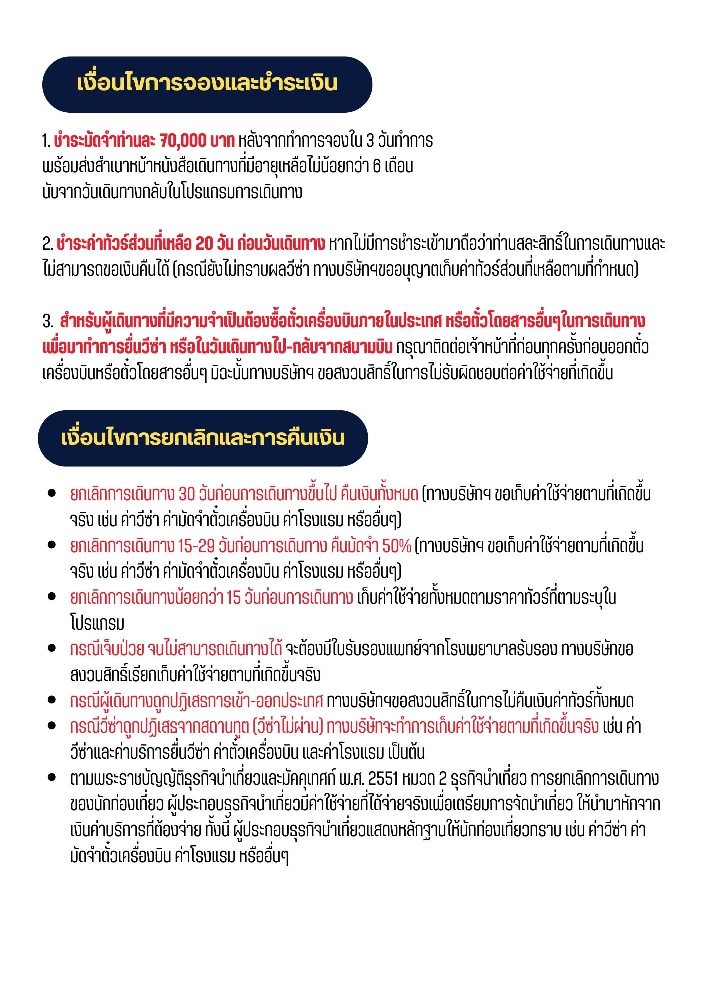 เงื่อนไขการจองและชำระเงิน
1. ชำระมัดจำท่านละ 70,000 บาท หลังจากทำการจองใน 3 วันทำการ
พร้อมส่งสำเนาหน้าหนังสือเดินทางที่มีอายุเหลือไม่น้อยกว่า 6 เดือน
นับจากวันเดินทางกลับในโปรแกรมการเดินทาง
2. ชำระค่าทัวร์ส่วนที่เหลือ 20 วัน ก่อนวันเดินทาง หากไม่มีการชำระเข้ามาถือว่าท่านสละสิทธิ์ในการเดินทางและ
ไม่สามารถขอเงินคืนได้ (กรณียังไม่ทราบผลวีซ่า ทางบริษัทฯขออนุญาตเก็บค่าทัวร์ส่วนที่เหลือตามที่กำหนด)
3. สำหรับผู้เดินทางที่มีความจำเป็นต้องซื้อตั๋วเครื่องบินภายในประเทศ หรือตั๋วโดยสารอื่นๆในการเดินทาง
เพื่อมาทำการยื่นวีซ่า หรือในวันเดินทางไป-กลับจากสนามบิน กรุณาติดต่อเจ้าหน้าที่ก่อนทุกครั้งก่อนออกตั๋ว
เครื่องบินหรือตั๋วโดยสารอื่นๆ มิฉะนั้นทางบริษัทฯ ขอสงวนสิทธิ์ในการไม่รับผิดชอบต่อค่าใช้จ่ายที่เกิดขึ้น
เงื่อนไขการยกเลิกและการคืนเงิน
• ยกเลิกการเดินทาง 30 วันก่อนการเดินทางขึ้นไป คืนเงินทั้งหมด (ทางบริษัทฯ ขอเก็บค่าใช้จ่ายตามที่เกิดขึ้น
จริง เช่น ค่าวีซ่า ค่ามัดจำตั๋วเครื่องบิน ค่าโรงแรม หรืออื่นๆ)
• ยกเลิกการเดินทาง 15-29 วันก่อนการเดินทาง คืนมัดจำ 50% (ทางบริษัทฯ ขอเก็บค่าใช้จ่ายตามที่เกิดขึ้น
จริง เช่น ค่าวีซ่า ค่ามัดจำตั๋วเครื่องบิน ค่าโรงแรม หรืออื่นๆ)
• ยกเลิกการเดินทางน้อยกว่า 15 วันก่อนการเดินทาง เก็บค่าใช้จ่ายทั้งหมดตามราคาทัวร์ที่ตามระบุใน
โปรแกรม
• กรณีเจ็บป่วย จนไม่สามารถเดินทางได้ จะต้องมีใบรับรองแพทย์จากโรงพยาบาลรับรอง ทางบริษัทขอ
สงวนสิทธิ์เรียกเก็บค่าใช้จ่ายตามที่เกิดขึ้นจริง
• กรณีผู้เดินทางถูกปฏิเสธการเข้า-ออกประเทศ ทางบริษัทฯขอสงวนสิทธิ์ในการไม่คืนเงินค่าทัวร์ทั้งหมด
• กรณีวีซ่าถูกปฏิเสธจากสถานทูต (วีซ่าไม่ผ่าน) ทางบริษัทจะทำการเก็บค่าใช้จ่ายตามที่เกิดขึ้นจริง เช่น ค่า
วีซ่าและค่าบริการยื่นวีซ่า ค่าตั๋วเครื่องบิน และค่าโรงแรม เป็นต้น
• ตามพระราชบัญญัติธุรกิจนำเที่ยวและมัคคุเทศก์ พ.ศ. 2551 หมวด 2 ธุรกิจนำเที่ยว การยกเลิกการเดินทาง
ของนักท่องเที่ยว ผู้ประกอบธุรกิจนำเที่ยวมีค่าใช้จ่ายที่ได้จ่ายจริงเพื่อเตรียมการจัดนำเที่ยว ให้นำมาหักจาก
เงินค่าบริการที่ต้องจ่าย ทั้งนี้ ผู้ประกอบธุรกิจนำเที่ยวแสดงหลักฐานให้นักท่องเที่ยวทราบ เช่น ค่าวีซ่า ค่า
มัดจำตั๋วเครื่องบิน ค่าโรงแรม หรืออื่นๆ